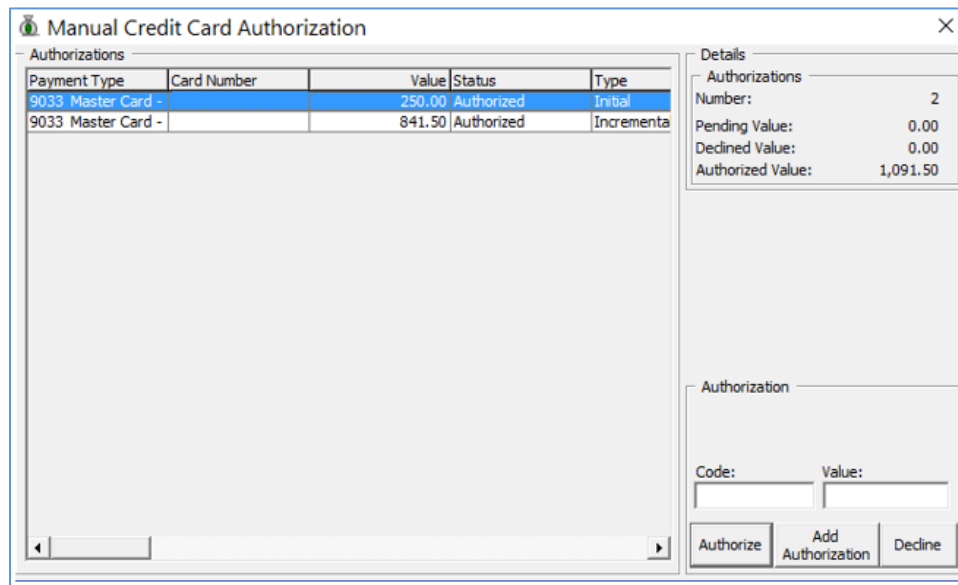 Manual Credit Card Authorization
Authorizations
Payment Type Card Number Value Status Type
9033 Master Card - 250.00 Authorized Initial
9033 Master Card - 841.50 Authorized Incrementa
Details
Authorizations
Number: 2
Pending Value: 0.00
Declined Value: 0.00
Authorized Value: 1,091.50
Authorization
Code: Value:
Authorize Add Authorization Decline